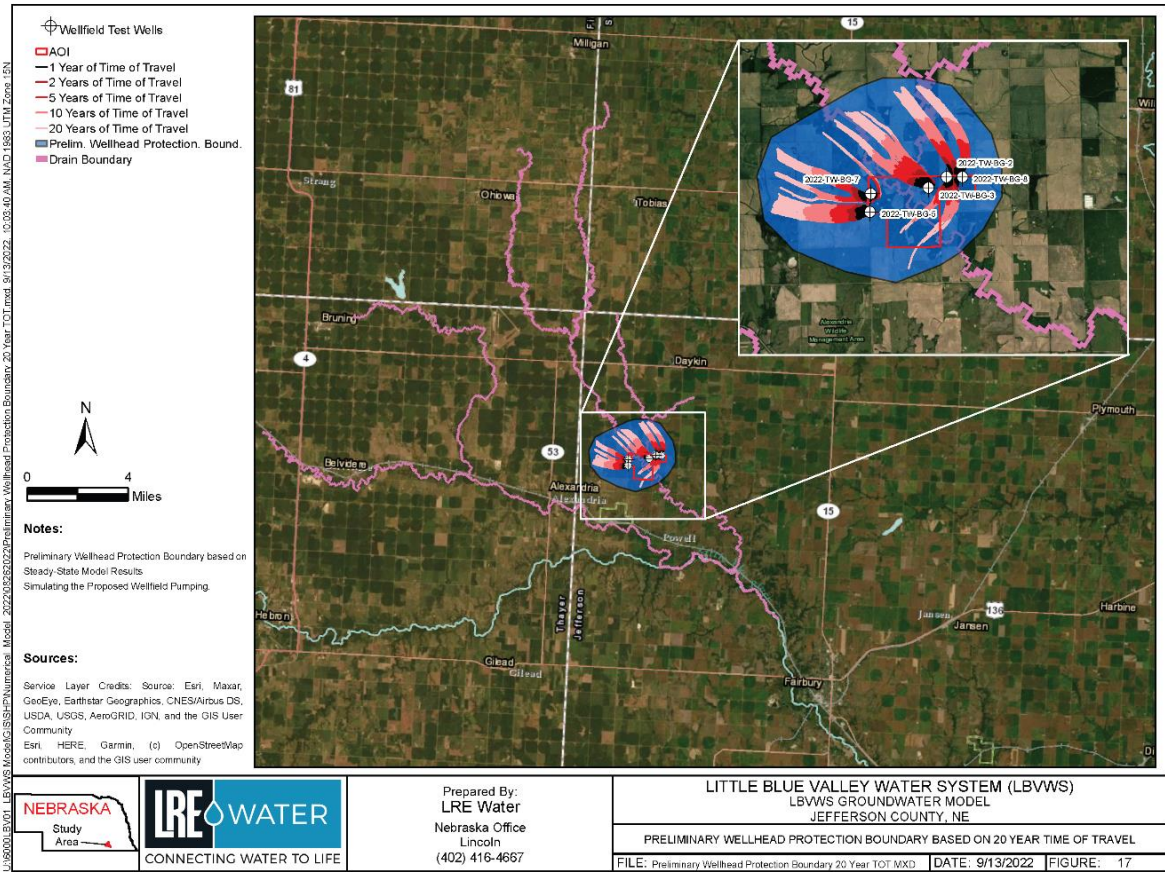 Wellfield Test Wells
AOI
1 Year of Time of Travel
2 Years of Time of Travel
5 Years of Time of Travel
10 Years of Time of Travel
20 Years of Time of Travel
Prelim. Wellhead Protection. Bound.
Drain Boundary
N
0 4
Miles
Notes:
Preliminary Wellhead Protection Boundary based on
Steady-State Model Results
Simulating the Proposed Wellfield Pumping.
Sources:
Service Layer Credits: Source: Esri, Maxar,
GeoEye, Earthstar Geographics, CNES/Airbus DS,
USDA, USGS, AeroGRID, IGN, and the GIS User
Community
Esri, HERE, Garmin, (c) OpenStreetMap
contributors, and the GIS user community
Milligan
15
81
Strang
Ohiowa
Tobias
Bruning
4
Daykin
Plymouth
53
Belvidere
Alexandria
Alexandria
15
Powell
Thayer
Jefferson
Hebron
Gilead
Gilead
Jansen
136
Jansen
Harbine
Fairbury
2022-TW-BG-2
2022-TW-BG-7
2022-TW-BG-8
2022-TW-BG-3
2022-TW-BG-5
Alexandria
Wildlife
Management Area
NEBRASKA
Study
Area
LRE WATER
CONNECTING WATER TO LIFE
Prepared By:
LRE Water
Nebraska Office
Lincoln
(402) 416-4667
LITTLE BLUE VALLEY WATER SYSTEM (LBVWS)
LBVWS GROUNDWATER MODEL
JEFFERSON COUNTY, NE
PRELIMINARY WELLHEAD PROTECTION BOUNDARY BASED ON 20 YEAR TIME OF TRAVEL
FILE: Preliminary Wellhead Protection Boundary 20 Year TOT.MXD DATE: 9/13/2022 FIGURE: 17